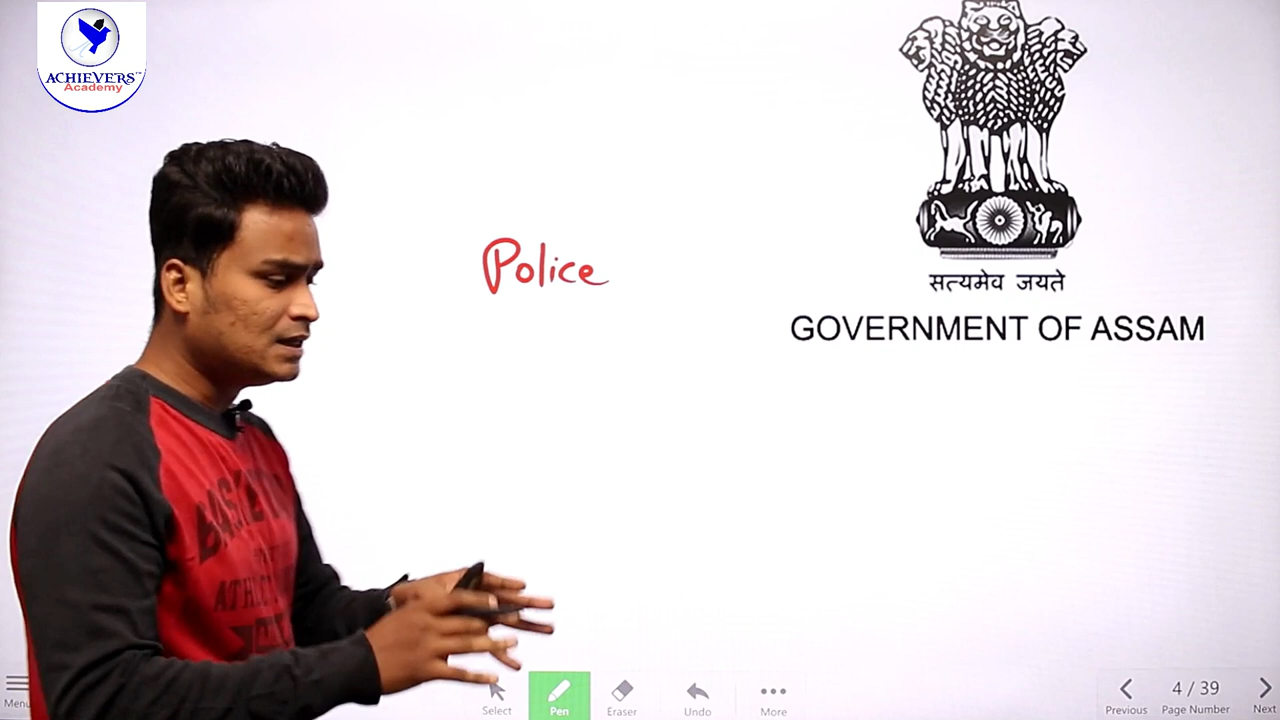 ACHIEVERS
Academy
Police
सत्यमेव जयते
GOVERNMENT OF ASSAM
ATHL
Menu
Select
Pen
Eraser
Undo
More
4 / 39
Previous
Page Number
Next